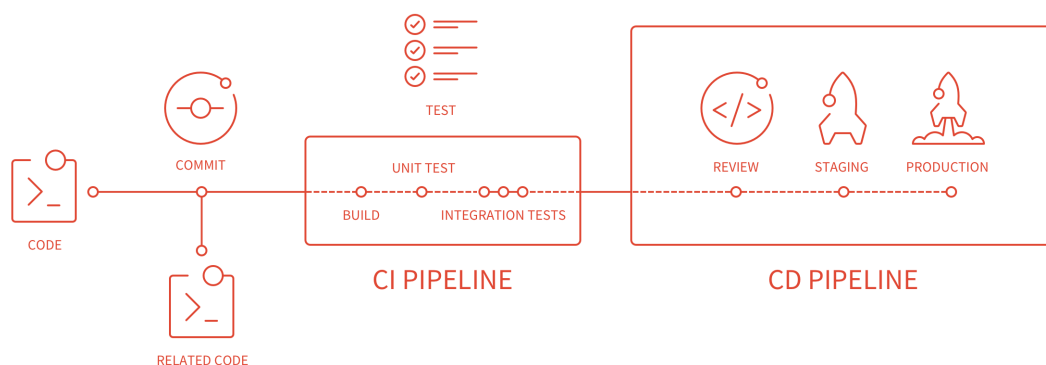 TEST
COMMIT
UNIT TEST
REVIEW
STAGING
PRODUCTION
BUILD
INTEGRATION TESTS
CODE
CI PIPELINE
CD PIPELINE
RELATED CODE